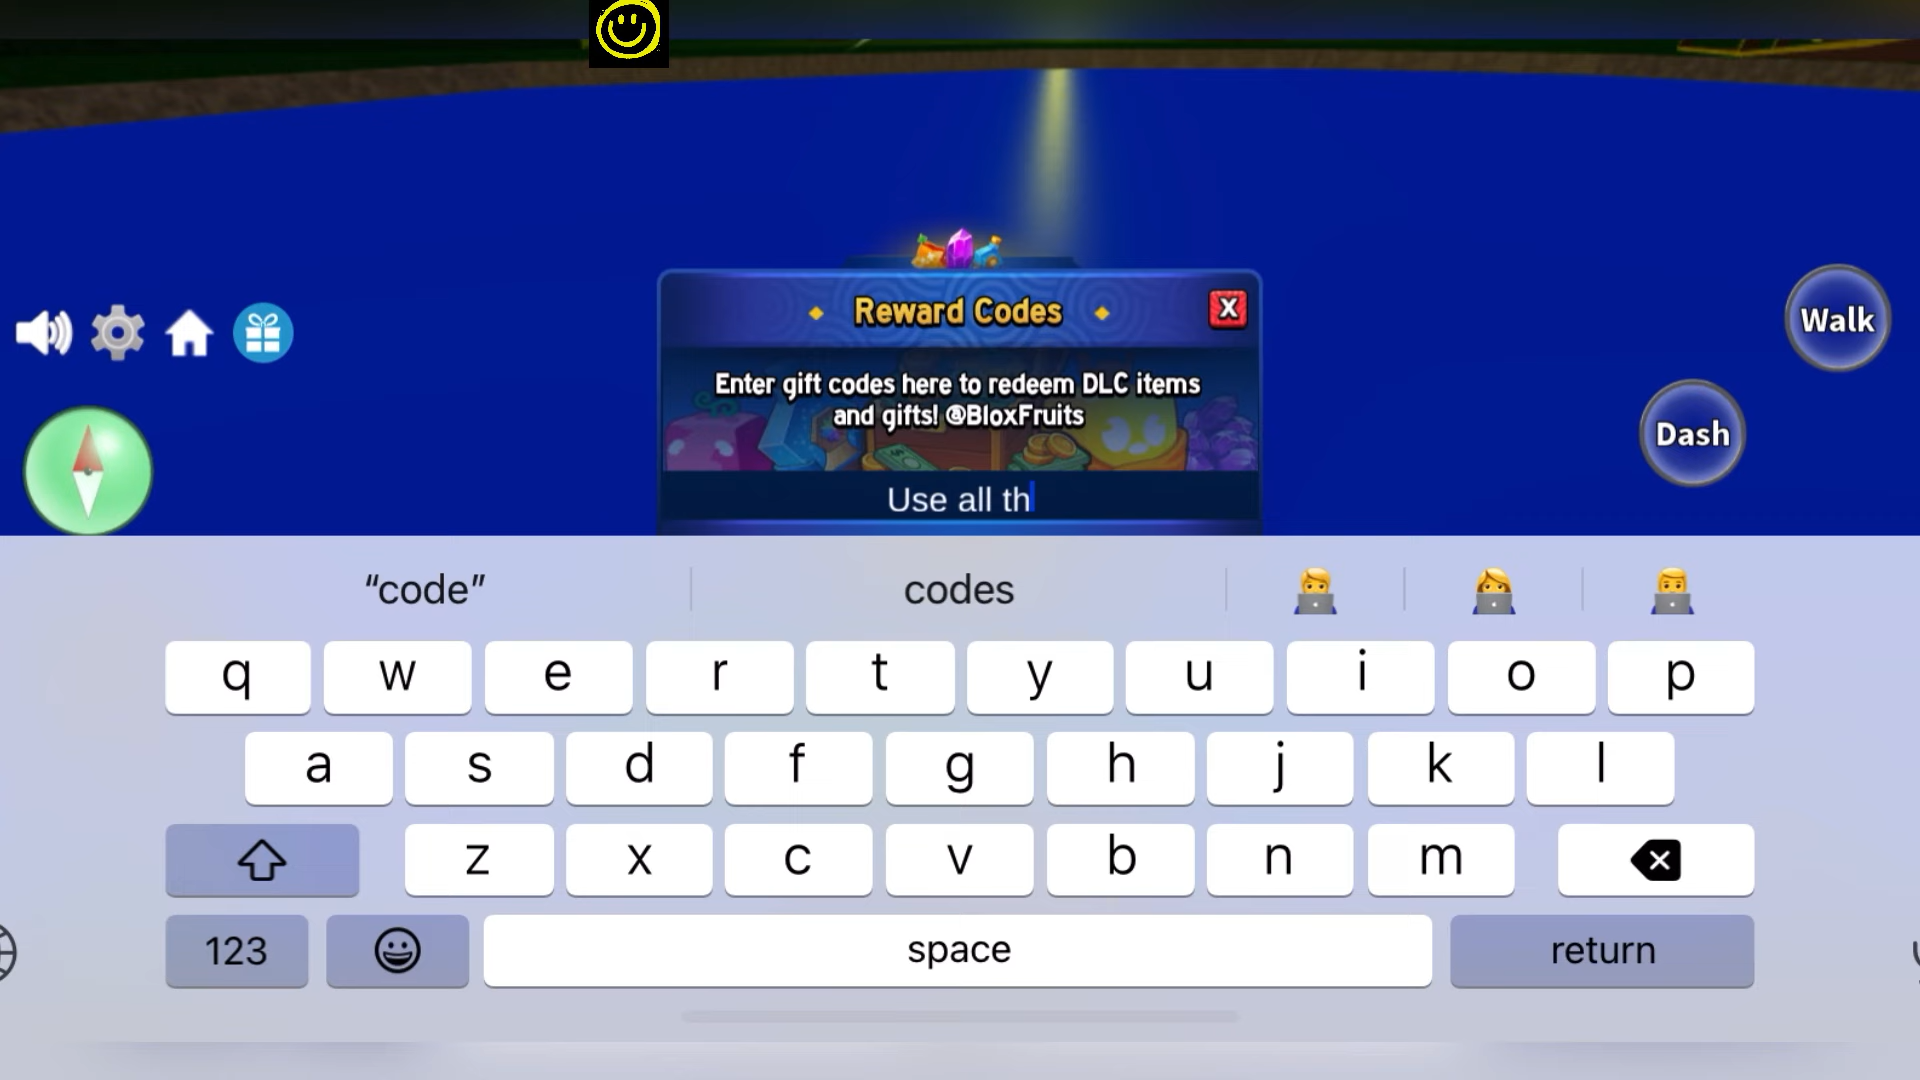 Reward Codes
X
Enter gift codes here to redeem DLC items
and gifts! @BloxFruits
Use all th
Walk
Dash
“code”
codes
q w e r t y u i o p
a s d f g h j k l
z x c v b n m
123
space
return